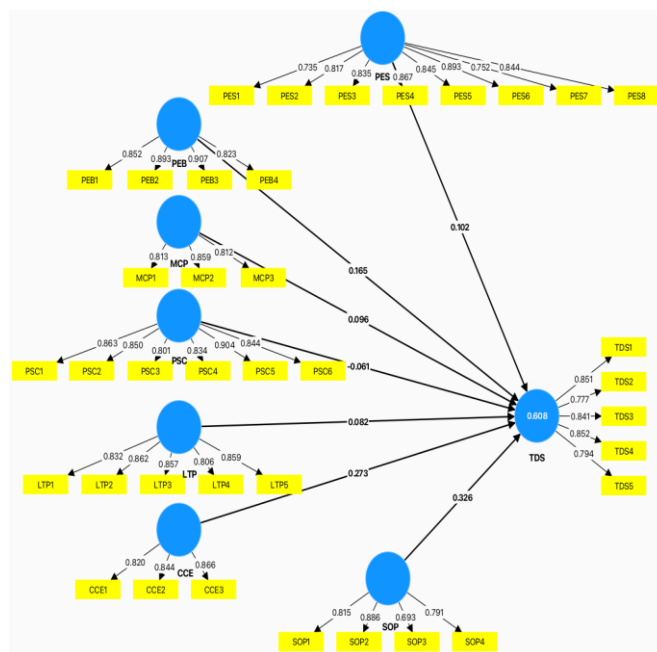 0.735 0.817 0.835 0.867 0.845 0.893 0.752 0.844
PES
PES1 PES2 PES3 PES4 PES5 PES6 PES7 PES8
0.852 0.893 0.907 0.823
PEB
PEB1 PEB2 PEB3 PEB4
0.102
0.813 0.859 0.812
MCP
MCP1 MCP2 MCP3
0.165
0.096
0.863 0.850 0.801 0.834 0.904 0.844
PSC
PSC1 PSC2 PSC3 PSC4 PSC5 PSC6
-0.061
TDS1
0.851
TDS2
0.777
0.608
0.841
TDS3
0.852
TDS4
TDS
0.794
TDS5
0.082
0.832 0.862 0.857 0.806 0.859
LTP
LTP1 LTP2 LTP3 LTP4 LTP5
0.273
0.326
0.820 0.844 0.866
CCE
CCE1 CCE2 CCE3
0.815 0.886 0.693 0.791
SOP
SOP1 SOP2 SOP3 SOP4